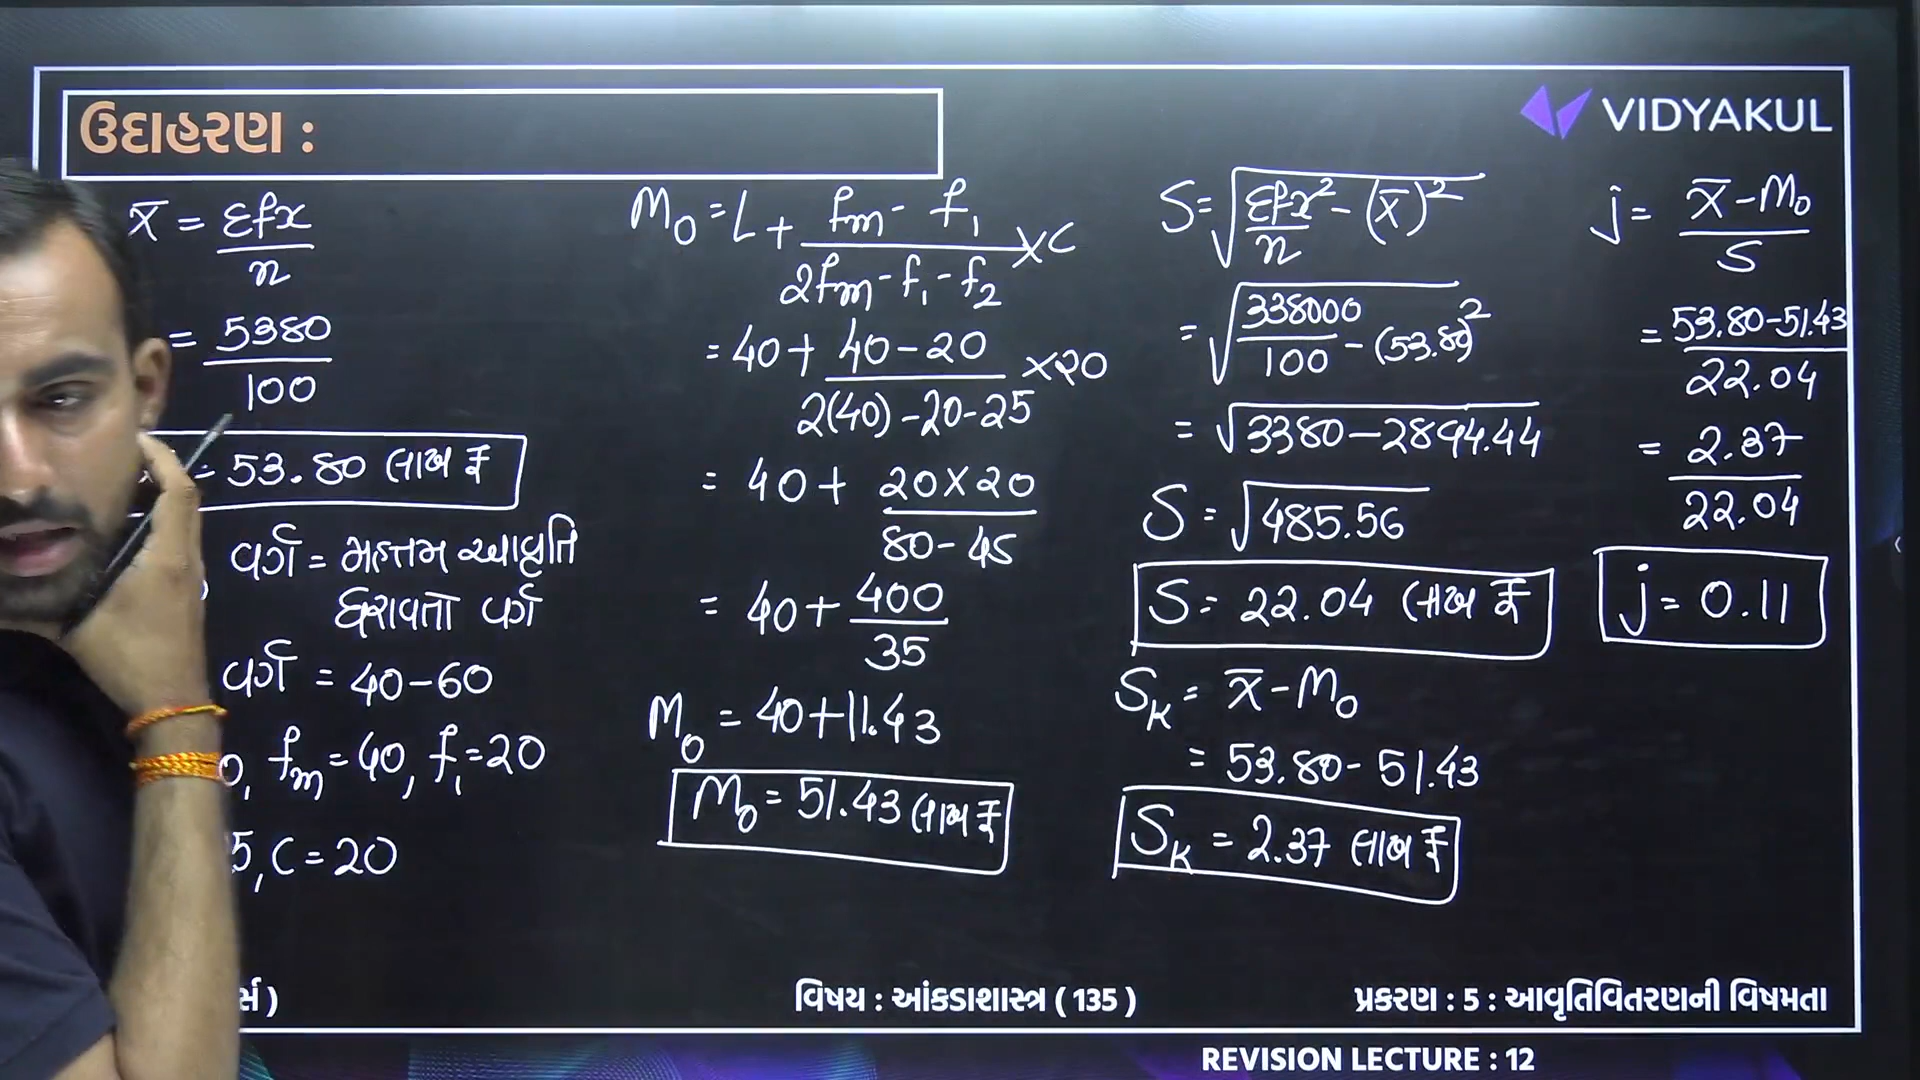 ઉદાહરણ :
VIDYAKUL
x̄ = Σfx / n
= 5380 / 100
= 53.80 લાખ ₹
વર્ગ = મહત્તમ આવૃતિ
ધરાવતો વર્ગ
વર્ગ = 40-60
0, fm = 40, f₁ = 20
5, C = 20
M₀ = L + (fm - f₁) / (2fm - f₁ - f₂) × C
= 40 + (40 - 20) / (2(40) - 20 - 25) × 20
= 40 + (20 × 20) / (80 - 45)
= 40 + 400 / 35
M₀ = 40 + 11.43
M₀ = 51.43 લાખ ₹
S = √(Σfx² / n - (x̄)²)
= √(338000 / 100 - (53.80)²)
= √(3380 - 2894.44)
S = √485.56
S = 22.04 લાખ ₹
Sk = x̄ - M₀
= 53.80 - 51.43
Sk = 2.37 લાખ ₹
j = (x̄ - M₀) / S
= (53.80 - 51.43) / 22.04
= 2.37 / 22.04
j = 0.11
ર્સ )
વિષય : આંકડાશાસ્ત્ર ( 135 )
પ્રકરણ : 5 : આવૃતિવિતરણની વિષમતા
REVISION LECTURE : 12